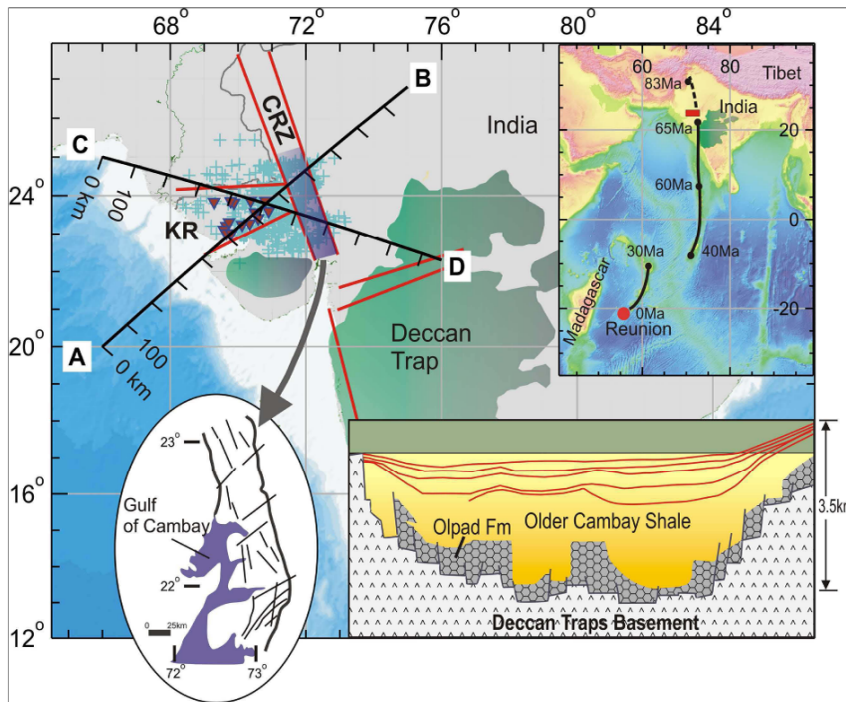 68° 72° 76° 80° 84°
24°
20°
16°
12°
A
B
C
D
0 km
100
0 km
100
CRZ
KR
India
Deccan
Trap
60 80
20
0
-20
83Ma
65Ma
60Ma
40Ma
30Ma
0Ma
Tibet
India
Madagascar
Reunion
23°
Gulf
of Cambay
22°
0 25km
72° 73°
Olpad Fm
Older Cambay Shale
Deccan Traps Basement
3.5km